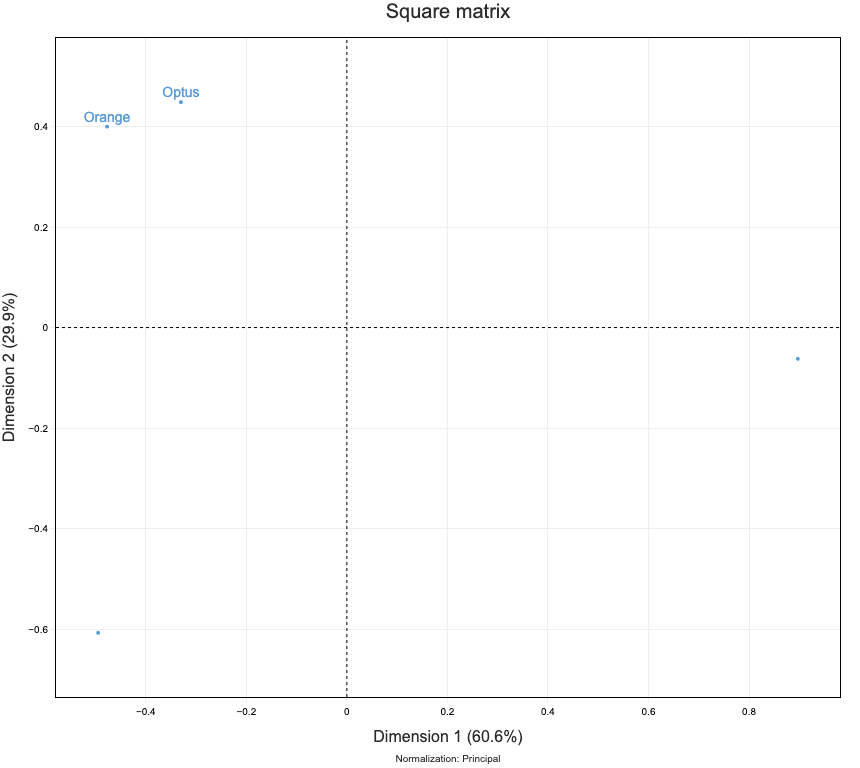 Square matrix
Optus
Orange
0.4
0.2
0
−0.2
−0.4
−0.6
Dimension 2 (29.9%)
−0.4
−0.2
0
0.2
0.4
0.6
0.8
Dimension 1 (60.6%)
Normalization: Principal